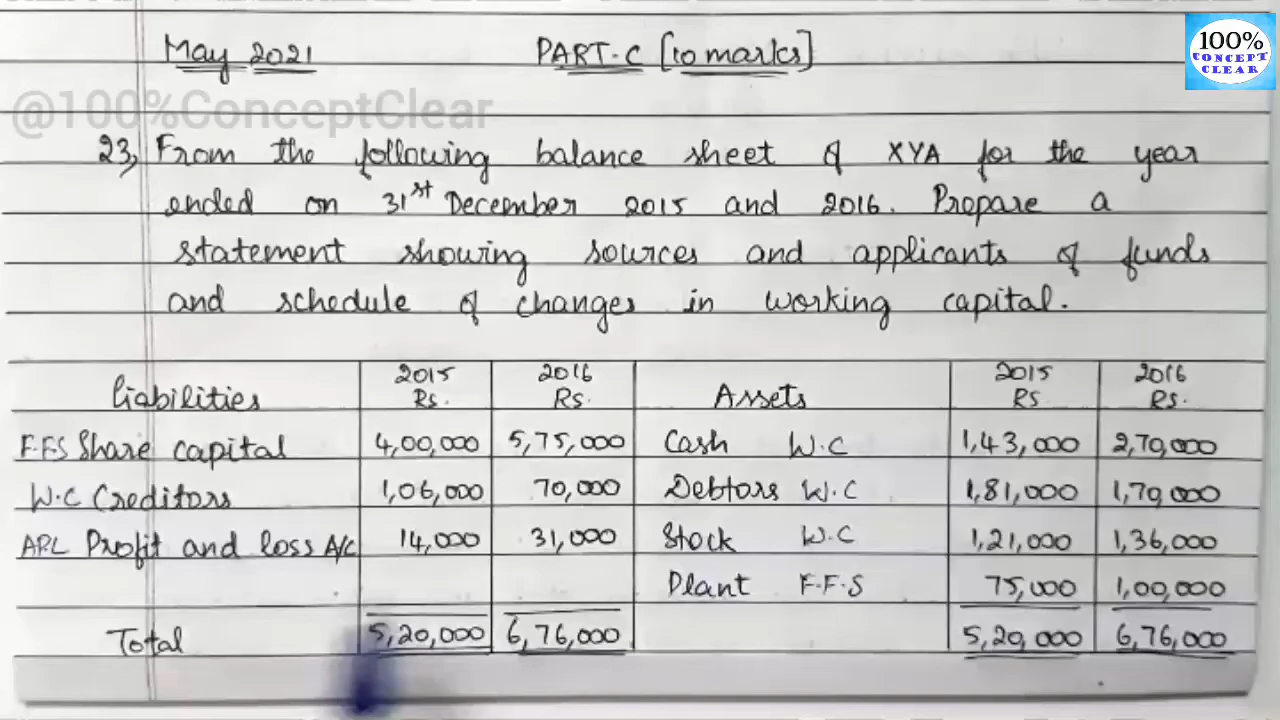 100%
CONCEPT
CLEAR
May 2021 PART-C [10 marks]
@100%ConceptClear
23, From the following balance sheet of XYA for the year
ended on 31st December 2015 and 2016. Prepare a
statement showing sources and applicants of funds
and schedule of changes in working capital.
Liabilities 2015 Rs. 2016 Rs. Assets 2015 Rs 2016 Rs.
F.FS Share capital 4,00,000 5,75,000 Cash W.C 1,43,000 2,70,000
W.C Creditors 1,06,000 70,000 Debtors W.C 1,81,000 1,70,000
APL Profit and loss A/C 14,000 31,000 Stock W.C 1,21,000 1,36,000
Plant F.F.S 75,000 1,00,000
Total 5,20,000 6,76,000 5,20,000 6,76,000